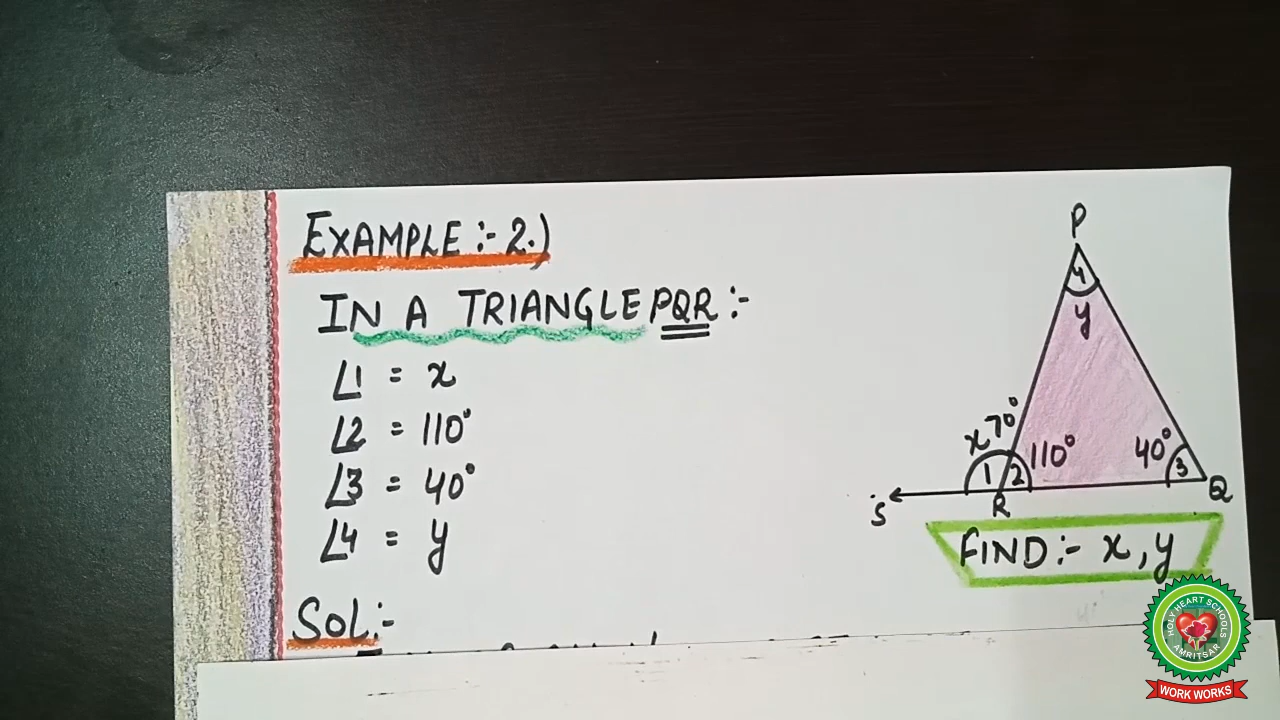 EXAMPLE :- 2.)
IN A TRIANGLE PQR :-
∠1 = x
∠2 = 110°
∠3 = 40°
∠4 = y
SOL:-
P
4
y
x 70°
110°
40°
1
2
3
S
R
Q
FIND:- x, y
HOLY HEART SCHOOLS
AMRITSAR
WORK WORKS